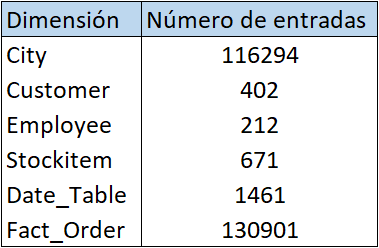 Dimensión Número de entradas
City 116294
Customer 402
Employee 212
Stockitem 671
Date_Table 1461
Fact_Order 130901